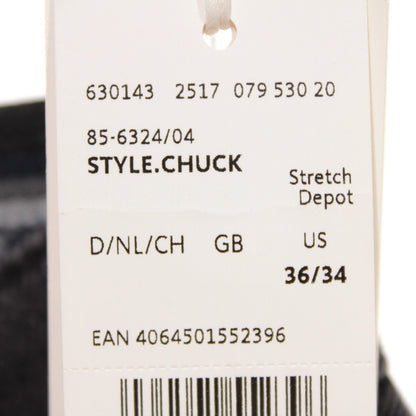 630143 2517 079 530 20
85-6324/04
STYLE.CHUCK
Stretch
Depot
D/NL/CH GB US
36/34
EAN 4064501552396